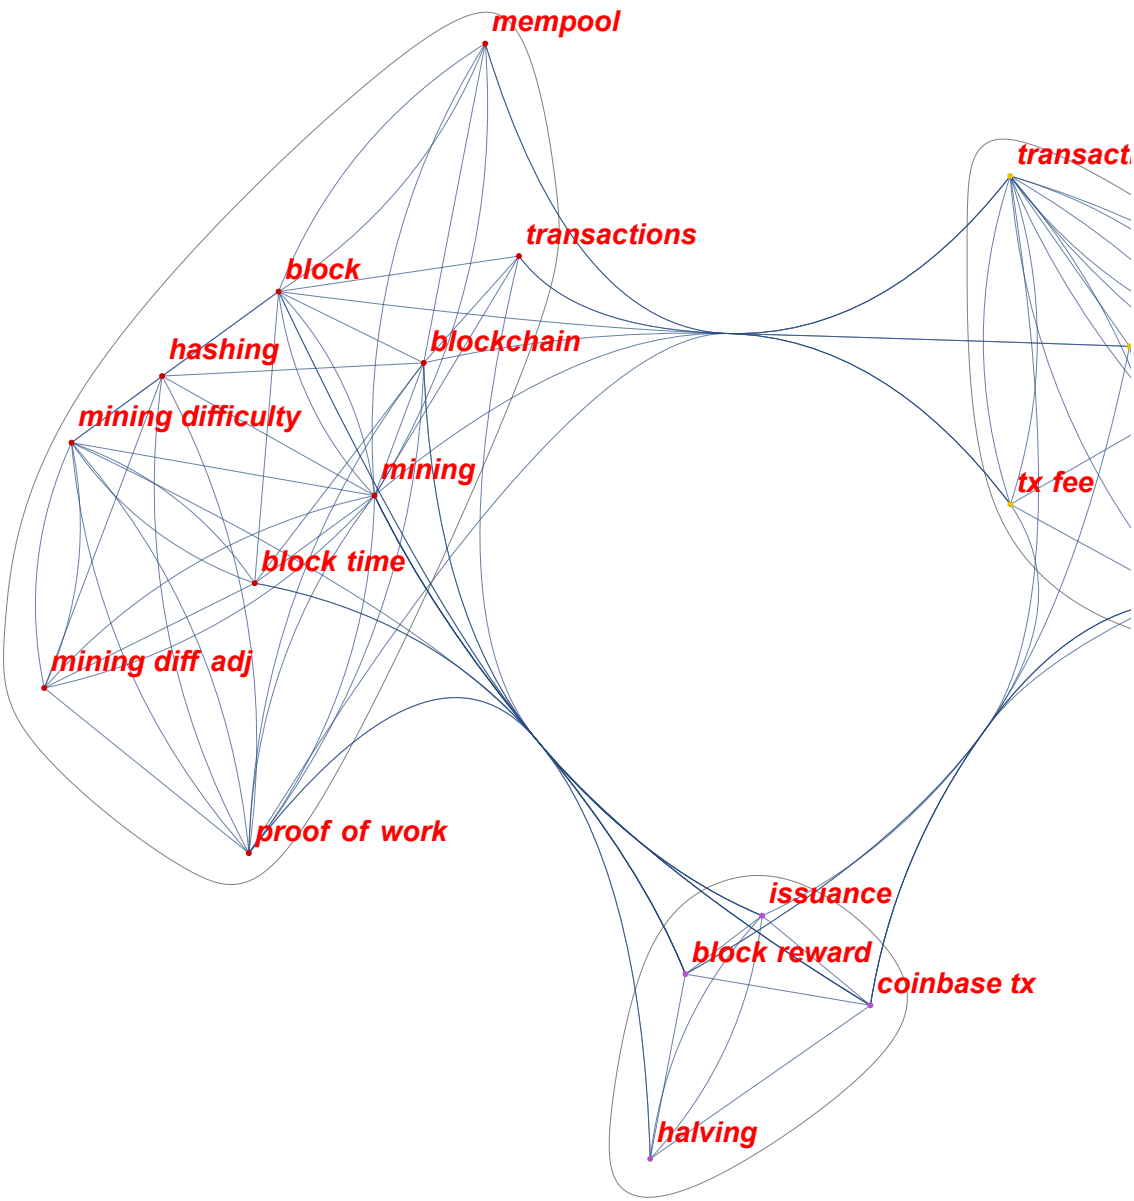 mempool
transacti
transactions
block
blockchain
hashing
mining difficulty
mining
tx fee
block time
mining diff adj
proof of work
issuance
block reward
coinbase tx
halving